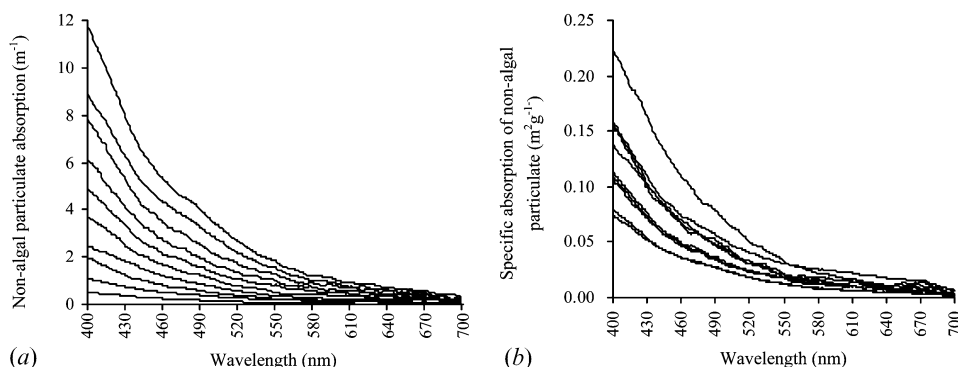 Non-algal particulate absorption (m⁻¹)
12
10
8
6
4
2
0
400 430 460 490 520 550 580 610 640 670 700
Wavelength (nm)
(a)
Specific absorption of non-algal
particulate (m²g¹⁻)
0.25
0.20
0.15
0.10
0.05
0.00
400 430 460 490 520 550 580 610 640 670 700
Wavelength (nm)
(b)